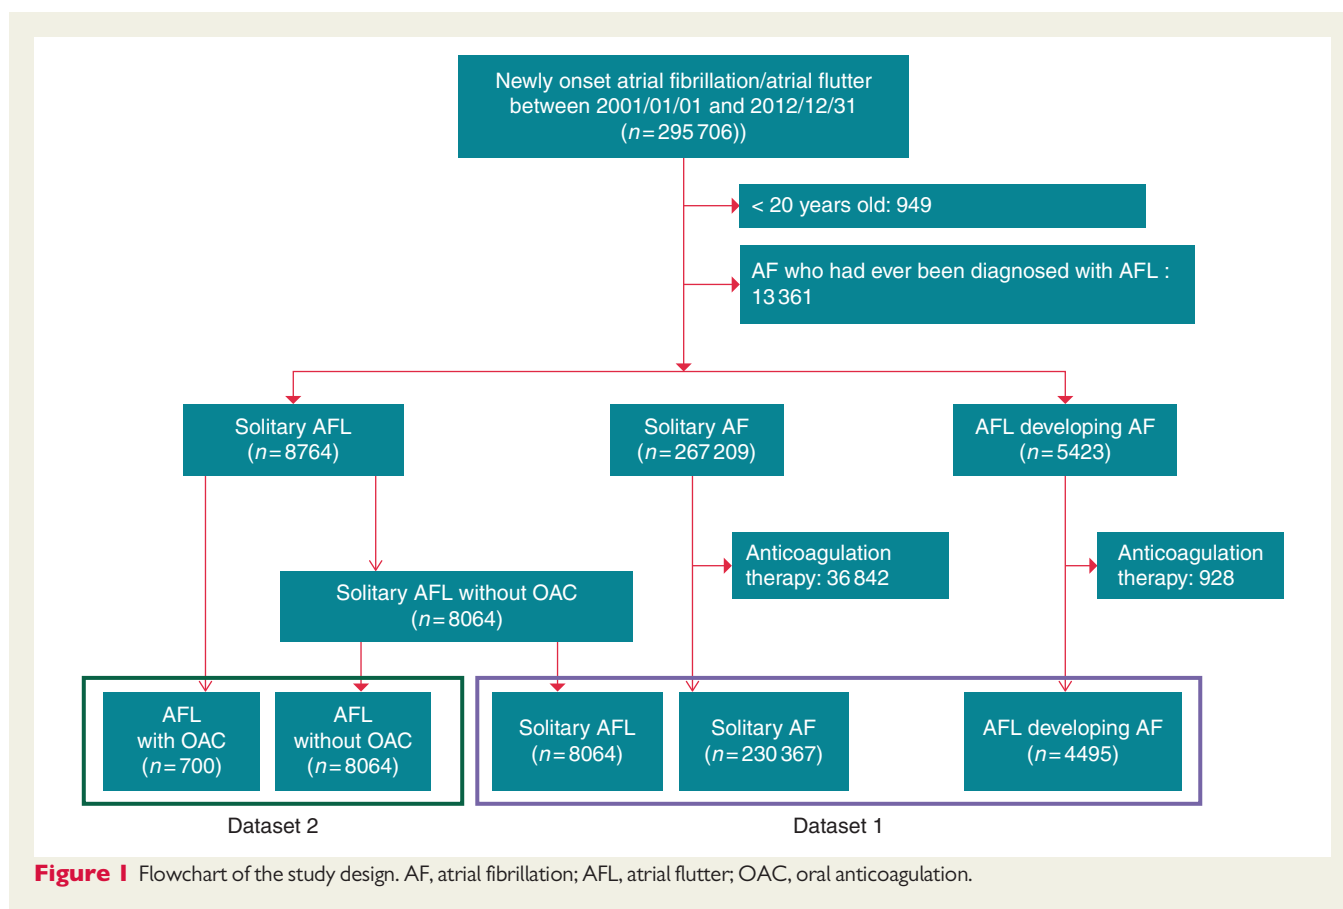 Newly onset atrial fibrillation/atrial flutter
between 2001/01/01 and 2012/12/31
(n=295 706))
< 20 years old: 949
AF who had ever been diagnosed with AFL :
13 361
Solitary AFL
(n=8764)
Solitary AF
(n=267 209)
AFL developing AF
(n=5423)
Anticoagulation
therapy: 36 842
Anticoagulation
therapy: 928
Solitary AFL without OAC
(n=8064)
AFL
with OAC
(n=700)
AFL
without OAC
(n=8064)
Solitary AFL
(n=8064)
Solitary AF
(n=230 367)
AFL developing AF
(n=4495)
Dataset 2
Dataset 1
Figure 1 Flowchart of the study design. AF, atrial fibrillation; AFL, atrial flutter; OAC, oral anticoagulation.